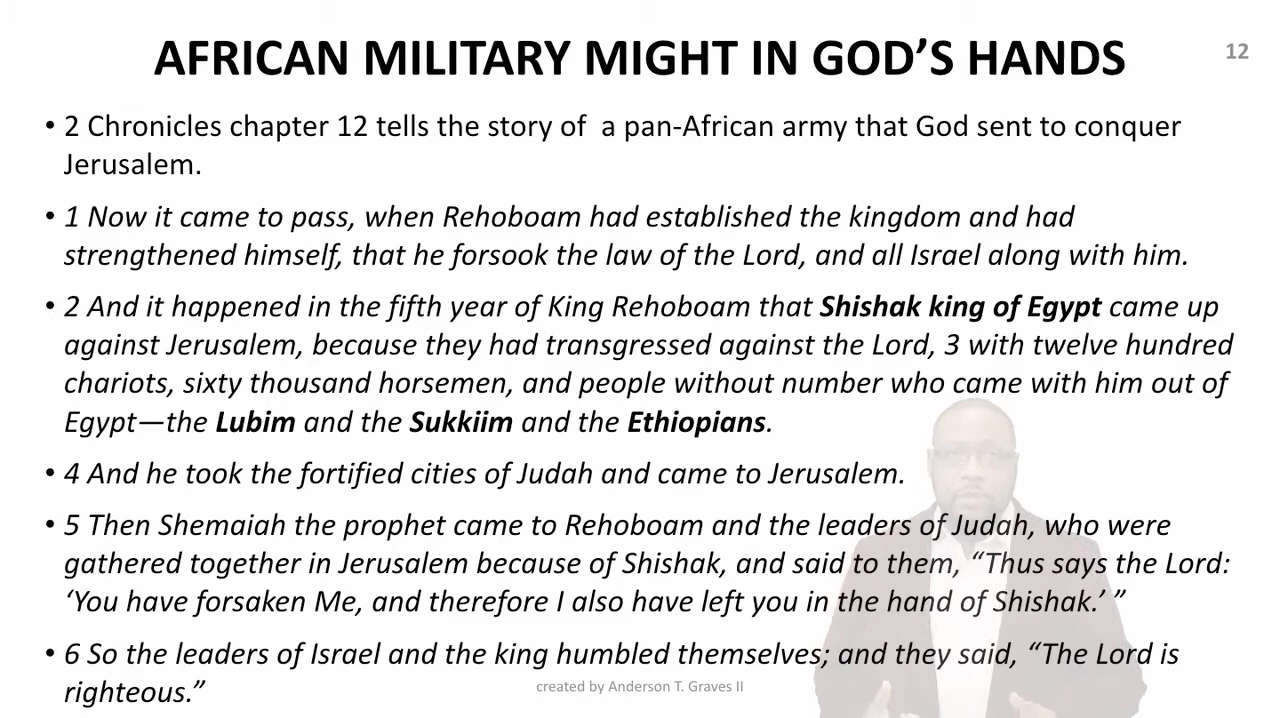 AFRICAN MILITARY MIGHT IN GOD’S HANDS
12
• 2 Chronicles chapter 12 tells the story of  a pan-African army that God sent to conquer
Jerusalem.
• 1 Now it came to pass, when Rehoboam had established the kingdom and had
strengthened himself, that he forsook the law of the Lord, and all Israel along with him.
• 2 And it happened in the fifth year of King Rehoboam that Shishak king of Egypt came up
against Jerusalem, because they had transgressed against the Lord, 3 with twelve hundred
chariots, sixty thousand horsemen, and people without number who came with him out of
Egypt—the Lubim and the Sukkiim and the Ethiopians.
• 4 And he took the fortified cities of Judah and came to Jerusalem.
• 5 Then Shemaiah the prophet came to Rehoboam and the leaders of Judah, who were
gathered together in Jerusalem because of Shishak, and said to them, “Thus says the Lord:
‘You have forsaken Me, and therefore I also have left you in the hand of Shishak.’ ”
• 6 So the leaders of Israel and the king humbled themselves; and they said, “The Lord is
righteous.”
created by Anderson T. Graves II